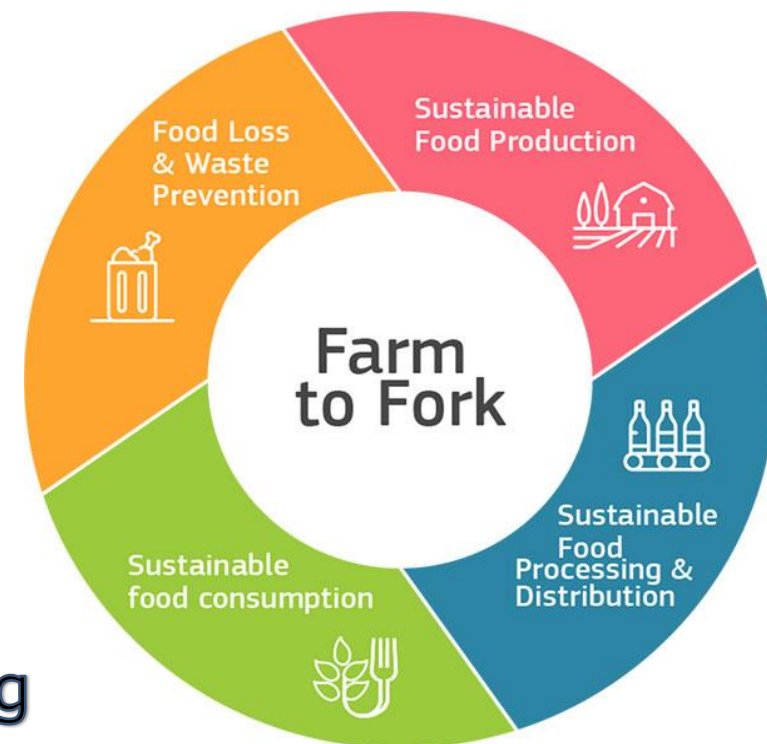 Food Loss
& Waste
Prevention
Sustainable
Food Production
Farm
to Fork
Sustainable
Food
Processing &
Distribution
Sustainable
food consumption
g